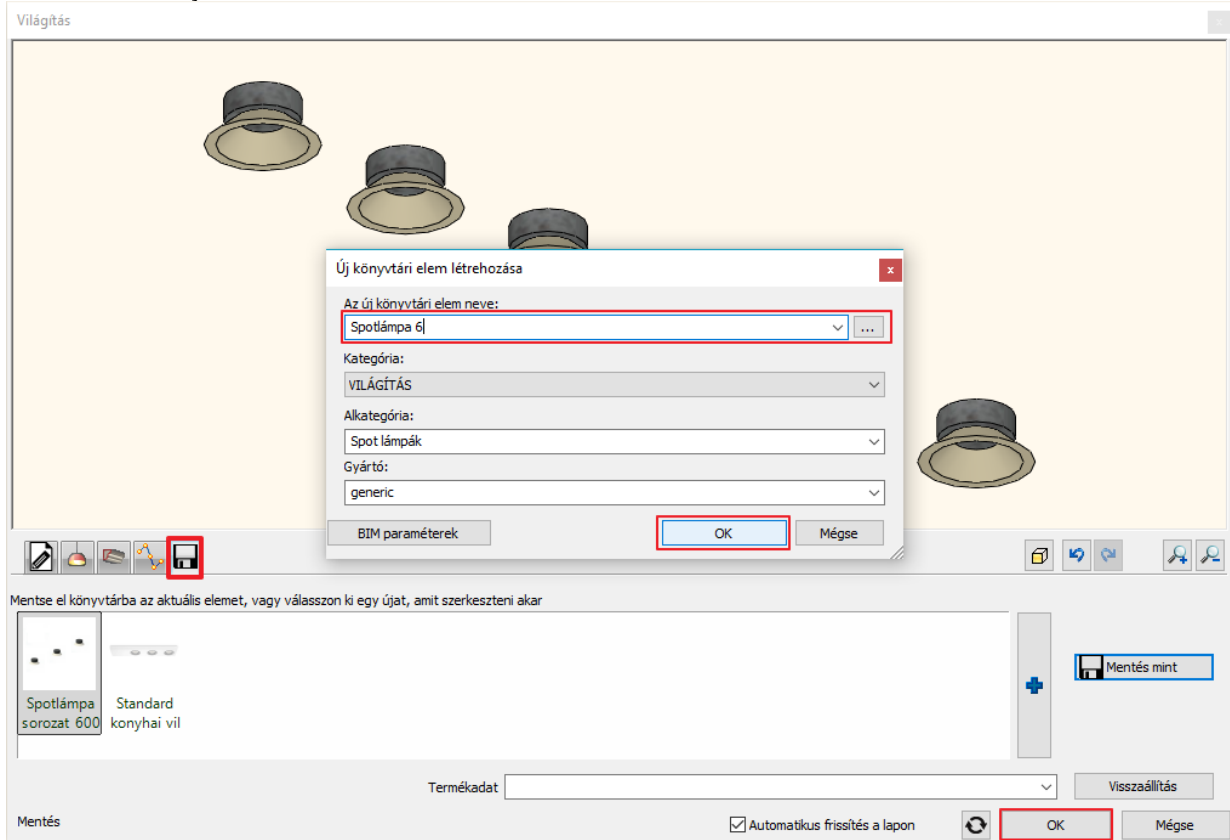 Világítás
Új könyvtári elem létrehozása
x
Az új könyvtári elem neve:
Spotlámpa 6
...
Kategória:
VILÁGÍTÁS
Alkategória:
Spot lámpák
Gyártó:
generic
BIM paraméterek
OK
Mégse
Mentse el könyvtárba az aktuális elemet, vagy válasszon ki egy újat, amit szerkeszteni akar
Spotlámpa
sorozat 600
Standard
konyhai vil
Mentés mint
Termékadat
Visszaállítás
Mentés
Automatikus frissítés a lapon
OK
Mégse